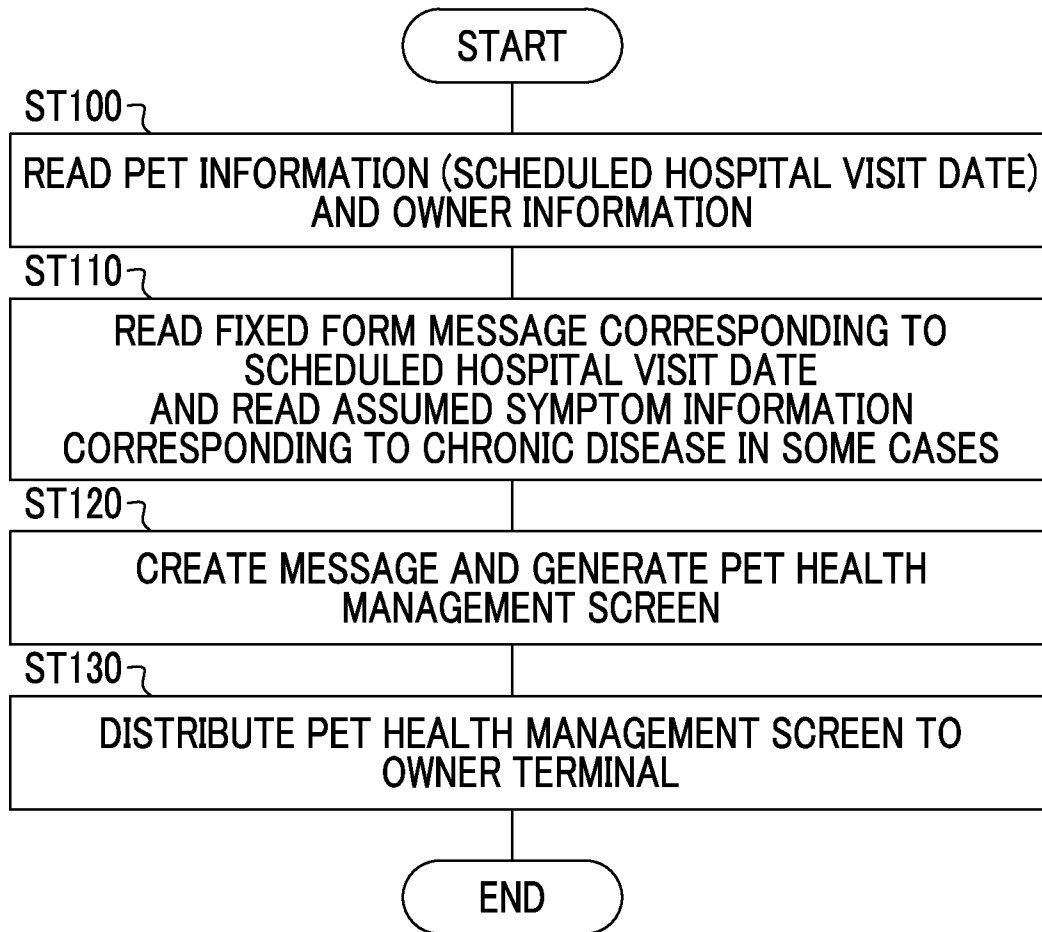 START
ST100
READ PET INFORMATION (SCHEDULED HOSPITAL VISIT DATE)
AND OWNER INFORMATION
ST110
READ FIXED FORM MESSAGE CORRESPONDING TO
SCHEDULED HOSPITAL VISIT DATE
AND READ ASSUMED SYMPTOM INFORMATION
CORRESPONDING TO CHRONIC DISEASE IN SOME CASES
ST120
CREATE MESSAGE AND GENERATE PET HEALTH
MANAGEMENT SCREEN
ST130
DISTRIBUTE PET HEALTH MANAGEMENT SCREEN TO
OWNER TERMINAL
END